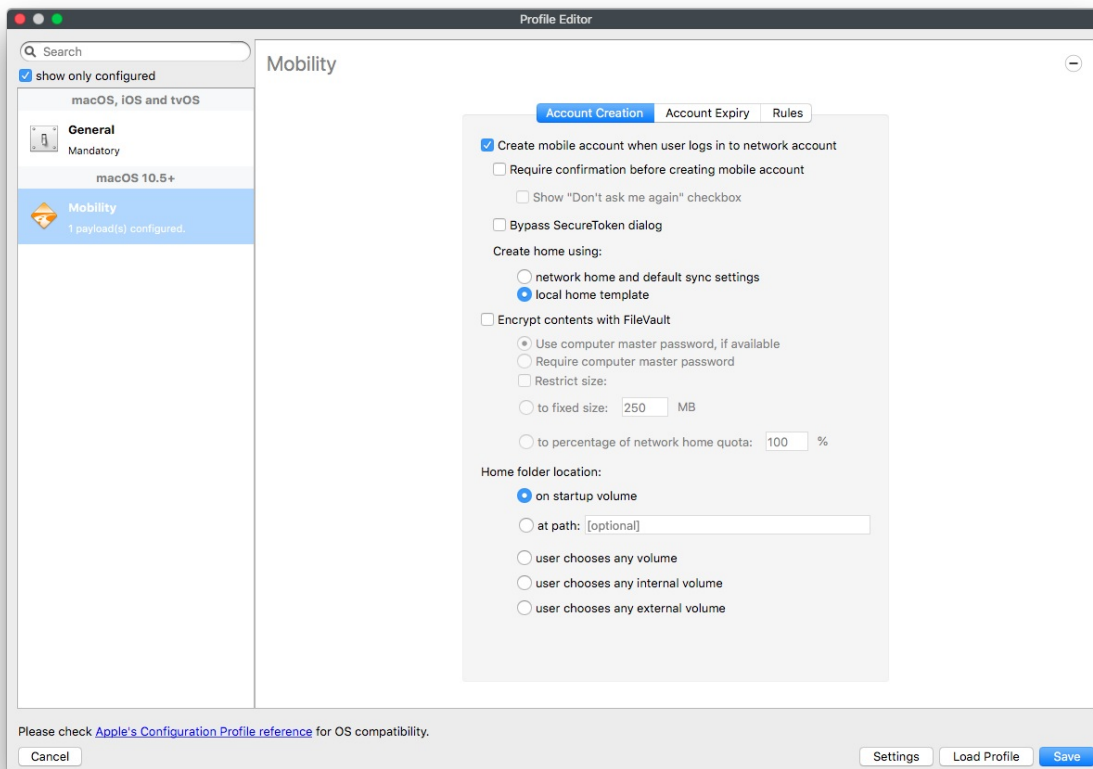 Profile Editor
Search
show only configured
macOS, iOS and tvOS
General
Mandatory
macOS 10.5+
Mobility
1 payload(s) configured.
Mobility
Account Creation
Account Expiry
Rules
Create mobile account when user logs in to network account
Require confirmation before creating mobile account
Show "Don't ask me again" checkbox
Bypass SecureToken dialog
Create home using:
network home and default sync settings
local home template
Encrypt contents with FileVault
Use computer master password, if available
Require computer master password
Restrict size:
to fixed size: 250 MB
to percentage of network home quota: 100 %
Home folder location:
on startup volume
at path: [optional]
user chooses any volume
user chooses any internal volume
user chooses any external volume
Please check Apple's Configuration Profile reference for OS compatibility.
Cancel
Settings
Load Profile
Save